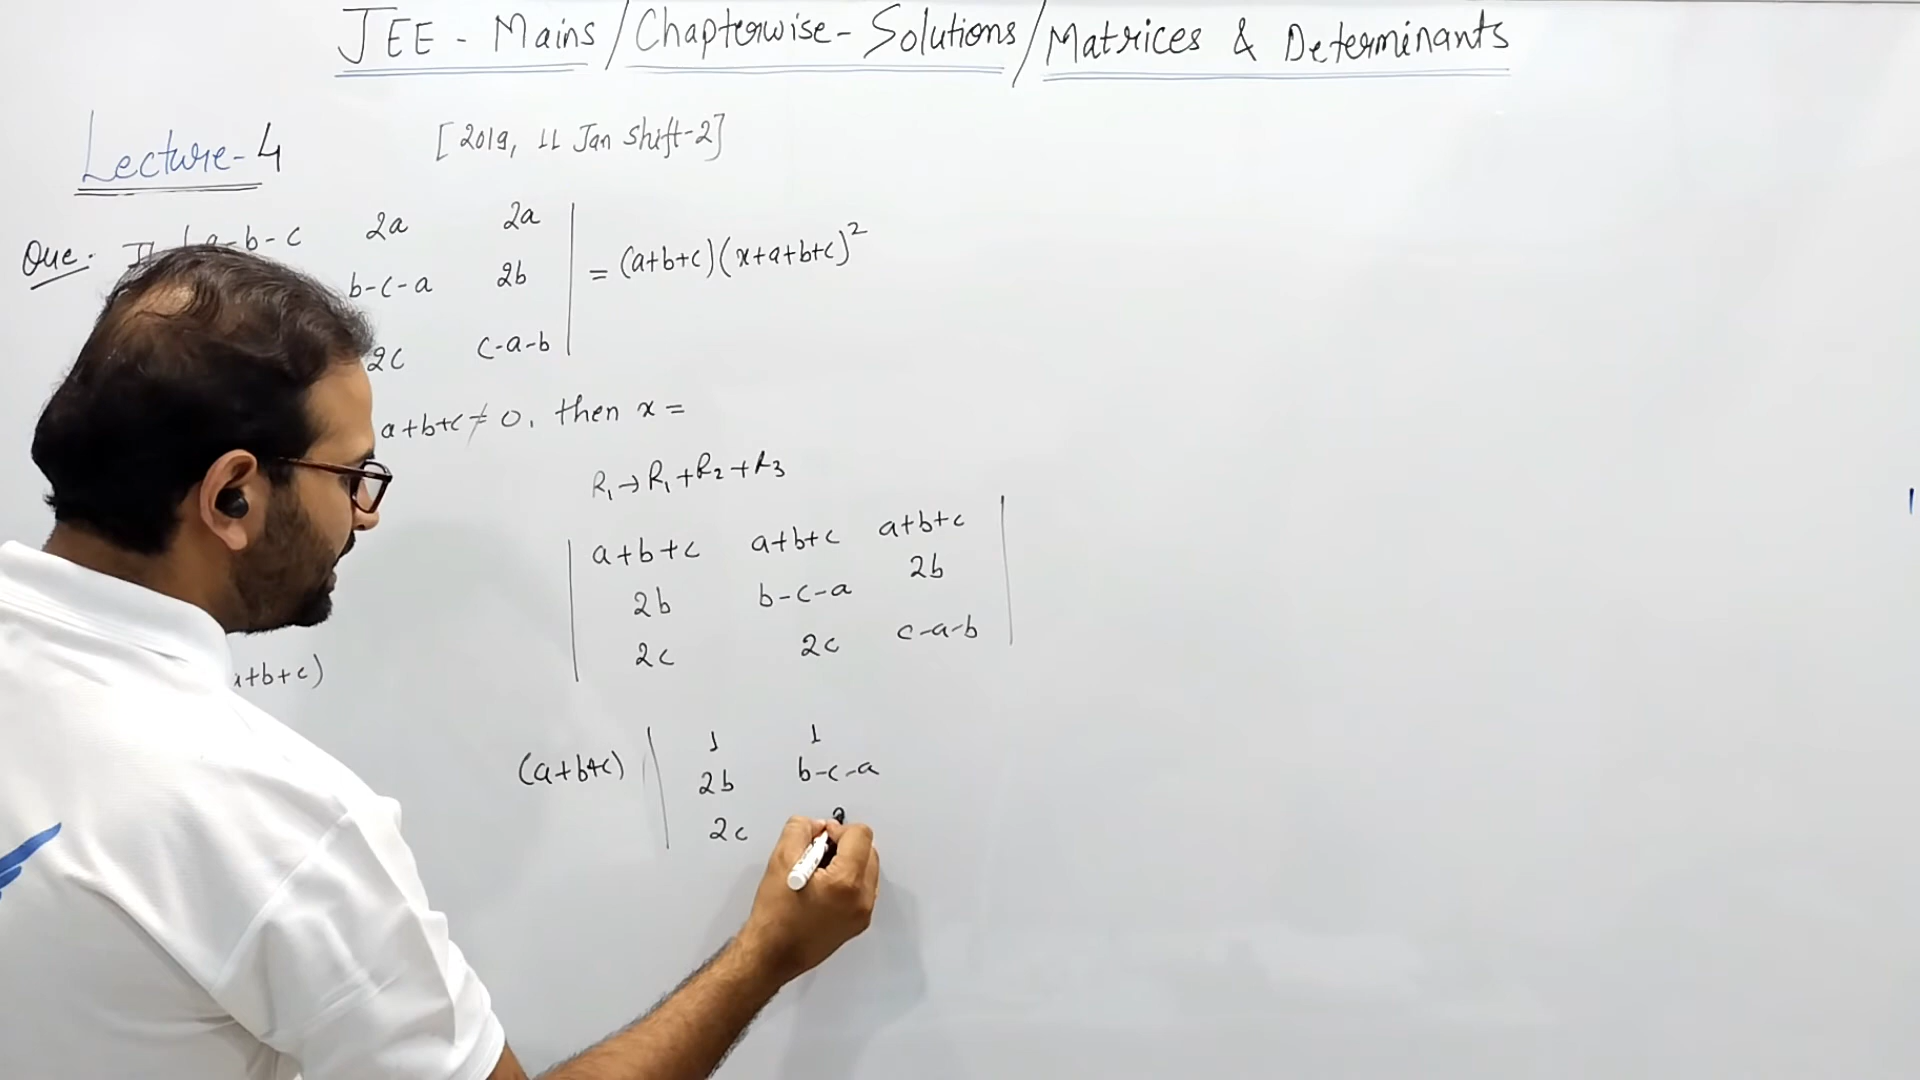 JEE - Mains / Chapterwise - Solutions / Matrices & Determinants
Lecture-4 [2019, 11 Jan Shift-2]
Que. If | a-b-c 2a 2a |
b-c-a 2b | = (a+b+c)(x+a+b+c)²
2c c-a-b |
a+b+c ≠ 0, then x =
R₁→R₁+R₂+R₃
| a+b+c a+b+c a+b+c |
| 2b b-c-a 2b |
| 2c 2c c-a-b |
a+b+c)
(a+b+c) | 1 1
2b b-c-a
2c